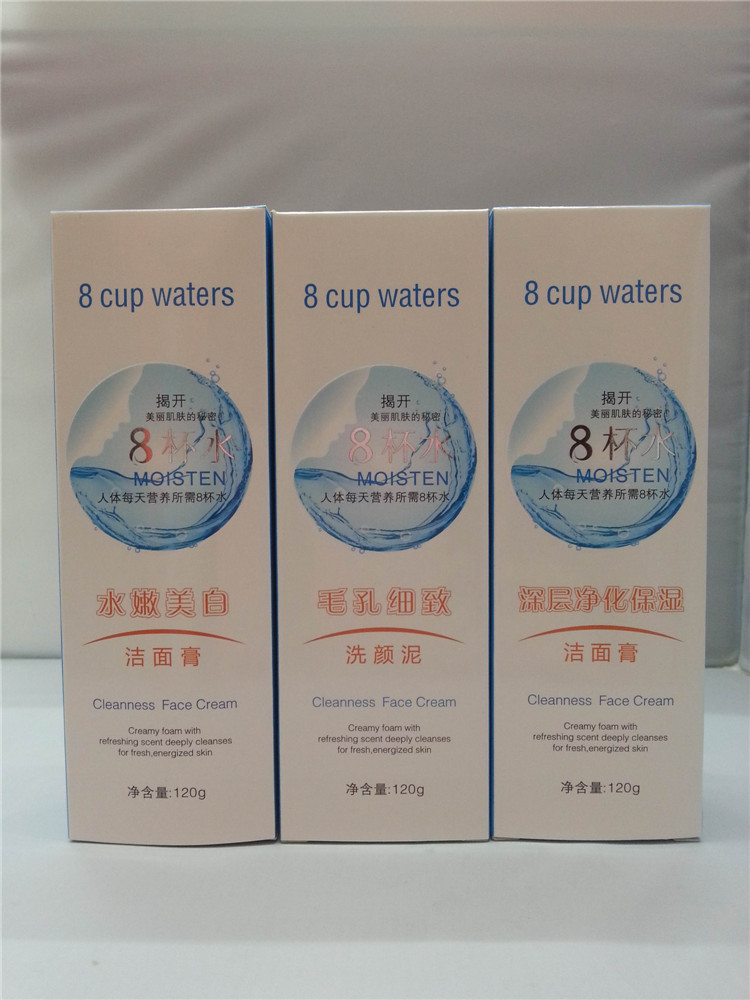 8 cup waters
揭开
美丽肌肤的秘密
8杯水
MOISTEN
人体每天营养所需8杯水
水嫩美白
洁面膏
Cleanness Face Cream
Creamy foam with
refreshing scent deeply cleanses
for fresh,energized skin
净含量:120g
8 cup waters
揭开
美丽肌肤的秘密
8杯水
MOISTEN
人体每天营养所需8杯水
毛孔细致
洗颜泥
Cleanness Face Cream
Creamy foam with
refreshing scent deeply cleanses
for fresh,energized skin
净含量:120g
8 cup waters
揭开
美丽肌肤的秘密
8杯水
MOISTEN
人体每天营养所需8杯水
深层净化保湿
洁面膏
Cleanness Face Cream
Creamy foam with
refreshing scent deeply cleanses
for fresh,energized skin
净含量:120g